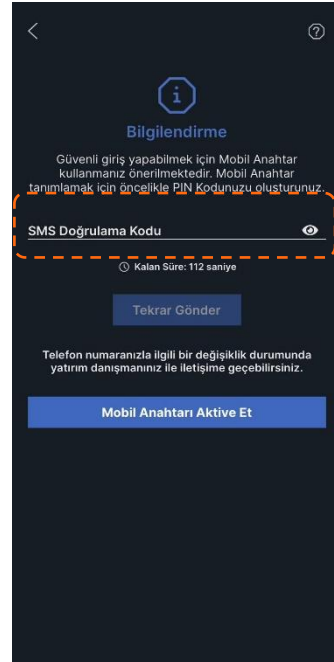 Bilgilendirme
Güvenli giriş yapabilmek için Mobil Anahtar
kullanmanız önerilmektedir. Mobil Anahtar
tanımlamak için öncelikle PIN Kodunuzu oluşturunuz.
SMS Doğrulama Kodu
Kalan Süre: 112 saniye
Tekrar Gönder
Telefon numaranızla ilgili bir değişiklik durumunda
yatırım danışmanınız ile iletişime geçebilirsiniz.
Mobil Anahtarı Aktive Et